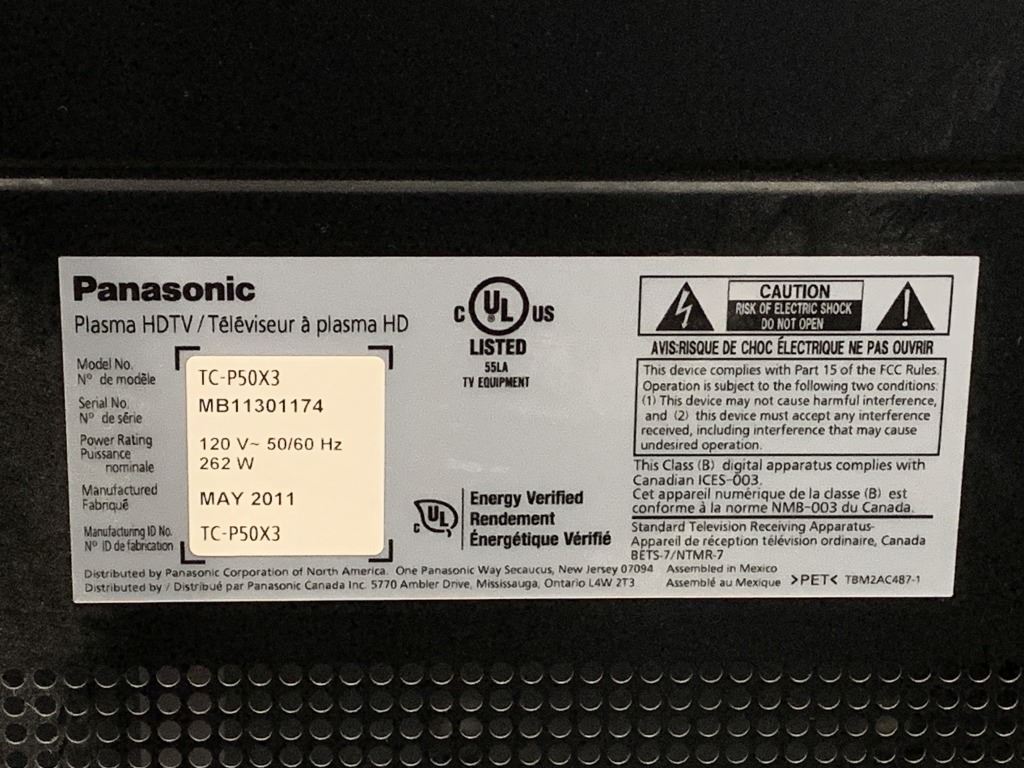 Panasonic
Plasma HDTV / Téléviseur à plasma HD
Model No.
N° de modèle
TC-P50X3
Serial No.
N° de série
MB11301174
Power Rating
Puissance
nominale
120 V~ 50/60 Hz
262 W
Manufactured
Fabriqué
MAY 2011
Manufacturing ID No.
N° ID de fabrication
TC-P50X3
C UL US
LISTED
55LA
TV EQUIPMENT
C UL
Energy Verified
Rendement
Énergétique Vérifié
CAUTION
RISK OF ELECTRIC SHOCK
DO NOT OPEN
AVIS:RISQUE DE CHOC ÉLECTRIQUE NE PAS OUVRIR
This device complies with Part 15 of the FCC Rules.
Operation is subject to the following two conditions:
(1) This device may not cause harmful interference,
and (2) this device must accept any interference
received, including interference that may cause
undesired operation.
This Class (B) digital apparatus complies with
Canadian ICES-003.
Cet appareil numérique de la classe (B) est
conforme à la norme NMB-003 du Canada.
Standard Television Receiving Apparatus-
Appareil de réception télévision ordinaire, Canada
BETS-7/NTMR-7
Distributed by Panasonic Corporation of North America. One Panasonic Way Secaucus, New Jersey 07094
Distributed by / Distribué par Panasonic Canada Inc. 5770 Ambler Drive, Mississauga, Ontario L4W 2T3
Assembled in Mexico
Assemblé au Mexique >PET< TBM2AC487-1